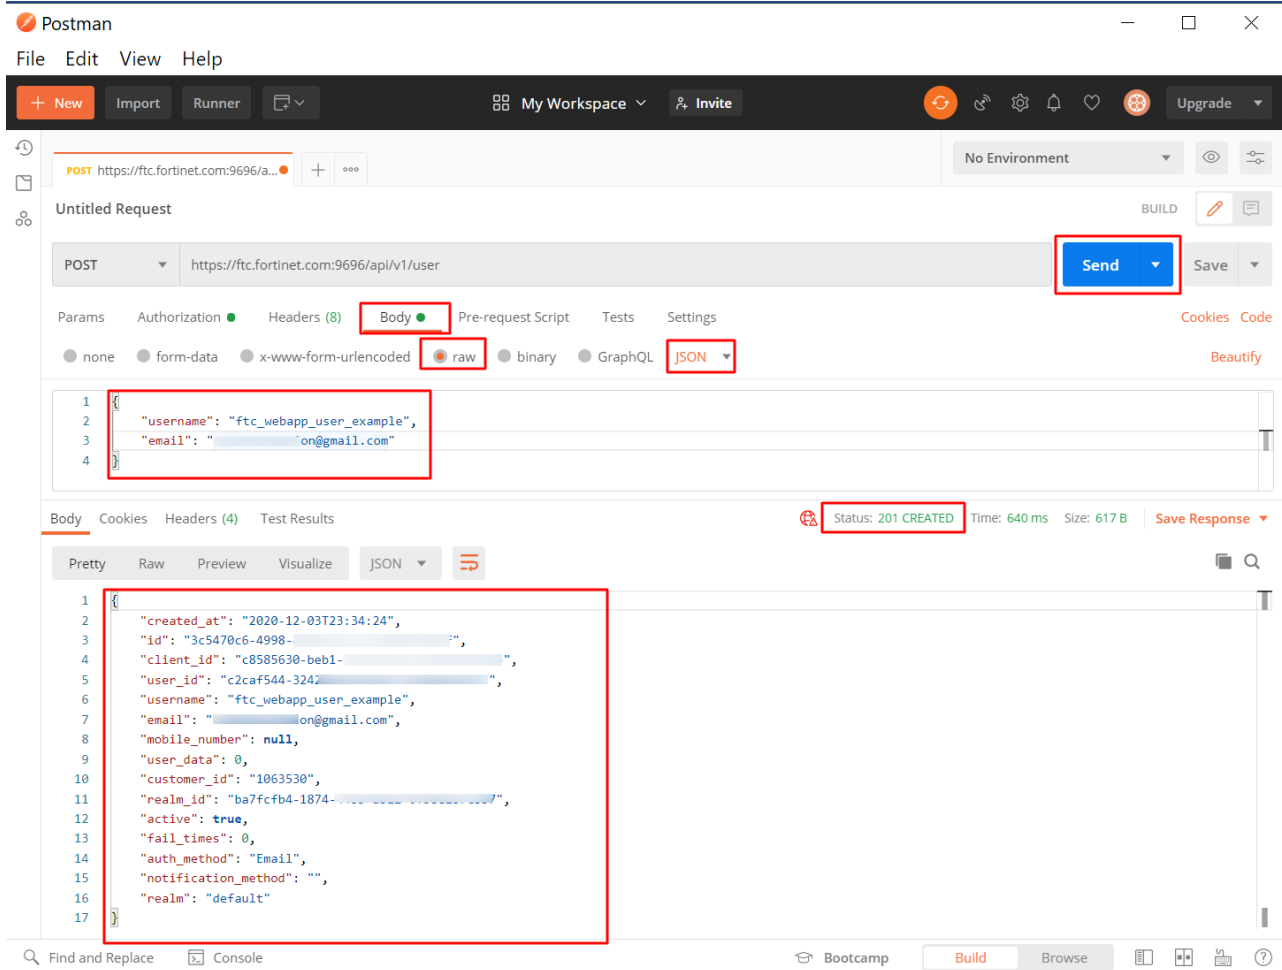 Postman
File Edit View Help
+ New Import Runner My Workspace Invite Upgrade
POST https://ftc.fortinet.com:9696/a... + ooo No Environment
Untitled Request BUILD
POST https://ftc.fortinet.com:9696/api/v1/user Send Save
Params Authorization Headers (8) Body Pre-request Script Tests Settings Cookies Code
none form-data x-www-form-urlencoded raw binary GraphQL JSON Beautify
1 {
2 "username": "ftc_webapp_user_example",
3 "email": " on@gmail.com"
4 }
Body Cookies Headers (4) Test Results Status: 201 CREATED Time: 640 ms Size: 617 B Save Response
Pretty Raw Preview Visualize JSON
1 {
2 "created_at": "2020-12-03T23:34:24",
3 "id": "3c5470c6-4998- ",
4 "client_id": "c8585630-beb1- ",
5 "user_id": "c2caf544-3242 ",
6 "username": "ftc_webapp_user_example",
7 "email": " on@gmail.com",
8 "mobile_number": null,
9 "user_data": 0,
10 "customer_id": "1063530",
11 "realm_id": "ba7fcfb4-1874- ",
12 "active": true,
13 "fail_times": 0,
14 "auth_method": "Email",
15 "notification_method": "",
16 "realm": "default"
17 }
Find and Replace Console Bootcamp Build Browse